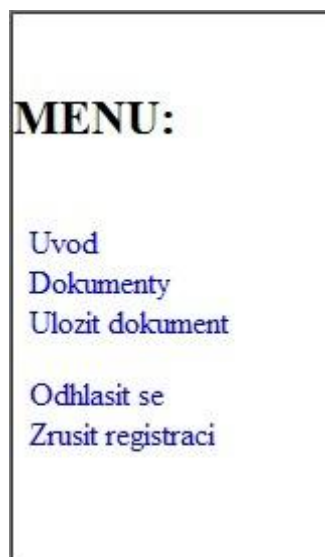 MENU:
Uvod
Dokumenty
Ulozit dokument
Odhlasit se
Zrusit registraci